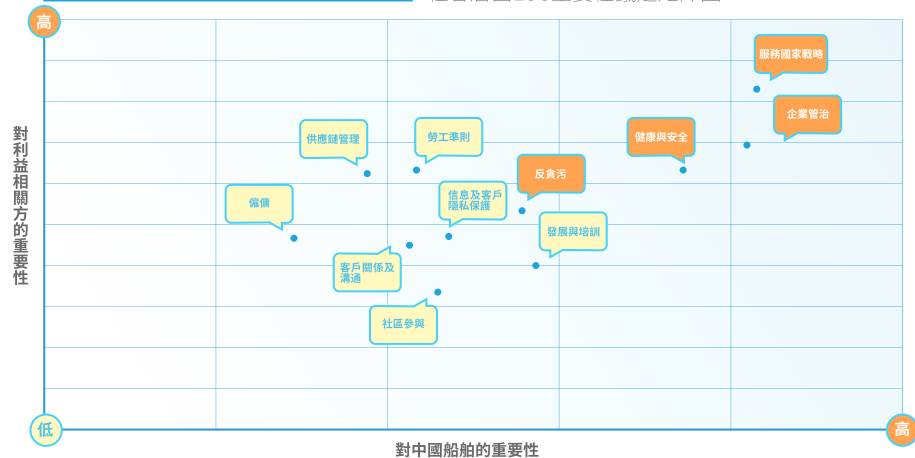 高
服務國家戰略
企業管治
供應鏈管理
勞工準則
健康與安全
反貪污
信息及客戶
隱私保護
僱傭
發展與培訓
客戶關係及
溝通
社區參與
對利益相關方的重要性
低
高
對中國船舶的重要性